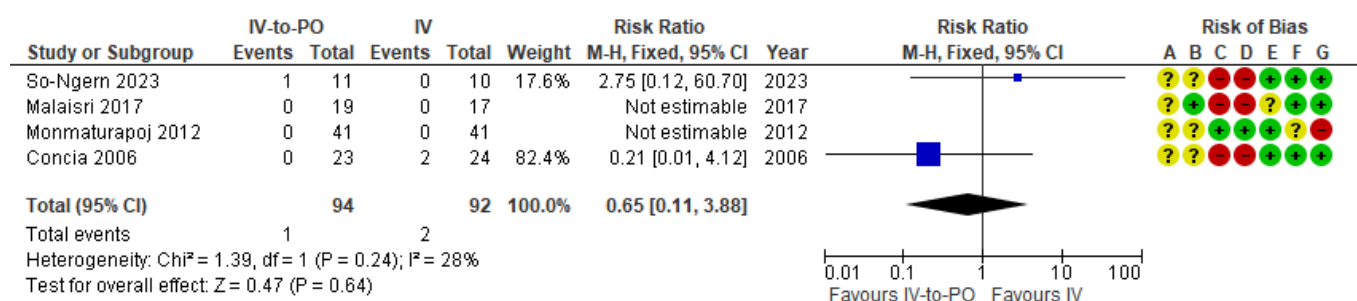 IV-to-PO IV Risk Ratio Risk Ratio Risk of Bias
Study or Subgroup Events Total Events Total Weight M-H, Fixed, 95% CI Year M-H, Fixed, 95% CI A B C D E F G
So-Ngern 2023 1 11 0 10 17.6% 2.75 [0.12, 60.70] 2023 ? ? - - + + +
Malaisri 2017 0 19 0 17 Not estimable 2017 ? + - - ? + +
Monmaturapoj 2012 0 41 0 41 Not estimable 2012 ? ? + + + ? -
Concia 2006 0 23 2 24 82.4% 0.21 [0.01, 4.12] 2006 ? ? - - + + +
Total (95% CI) 94 92 100.0% 0.65 [0.11, 3.88]
Total events 1 2
Heterogeneity: Chi² = 1.39, df = 1 (P = 0.24); I² = 28%
Test for overall effect: Z = 0.47 (P = 0.64)
0.01 0.1 1 10 100
Favours IV-to-PO Favours IV